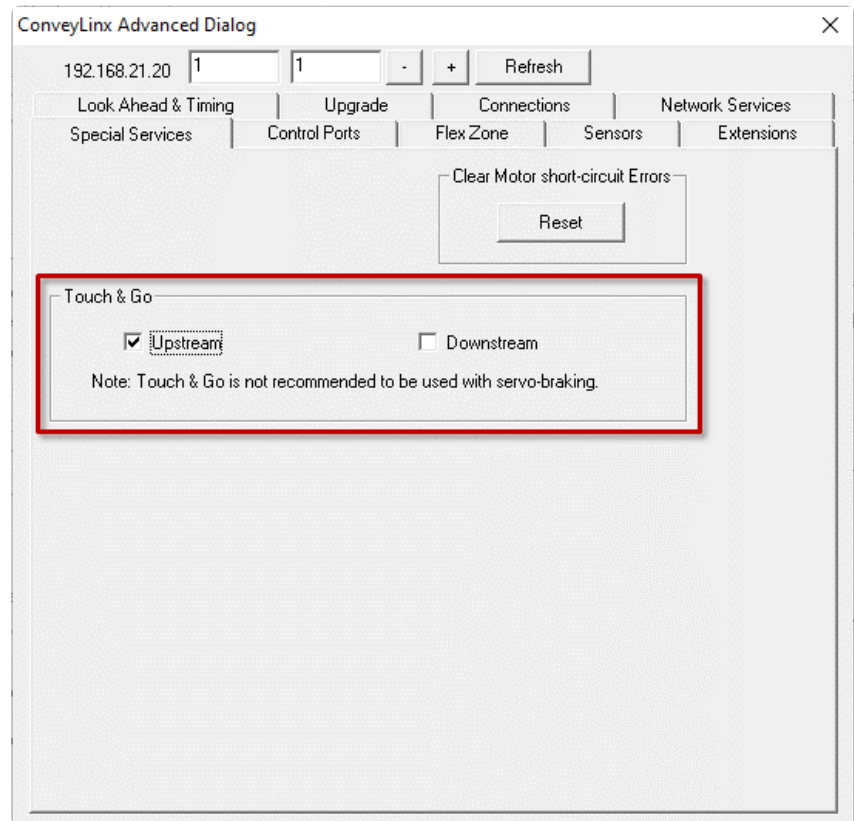 ConveyLinx Advanced Dialog
192.168.21.20 1 1 - + Refresh
Look Ahead & Timing Upgrade Connections Network Services
Special Services Control Ports Flex Zone Sensors Extensions
Clear Motor short-circuit Errors
Reset
Touch & Go
Upstream Downstream
Note: Touch & Go is not recommended to be used with servo-braking.